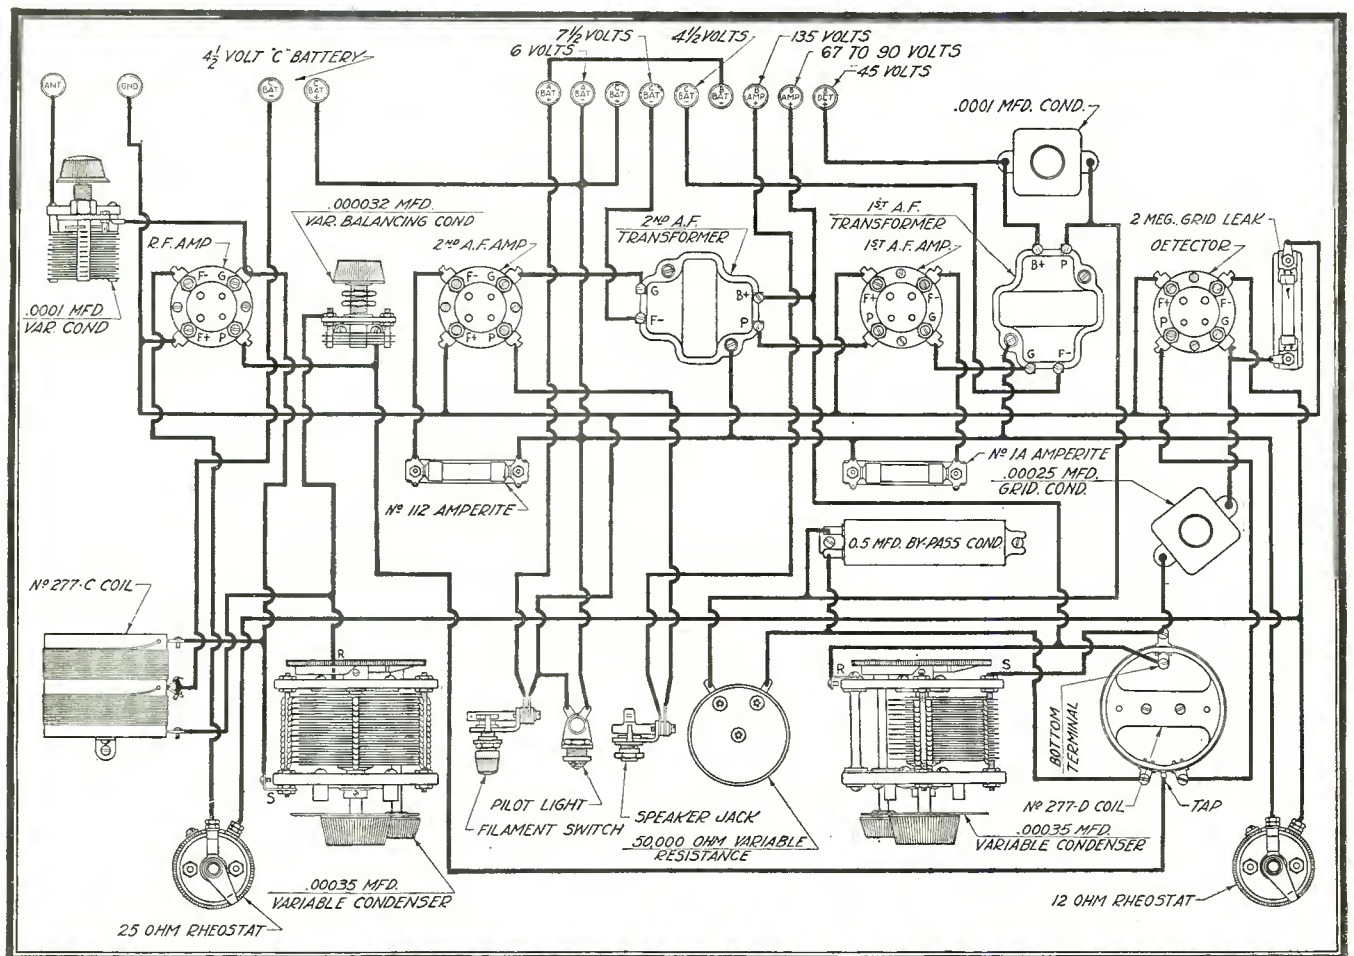 4½ VOLT "C" BATTERY
6 VOLTS
7½ VOLTS
4½ VOLTS
135 VOLTS
67 TO 90 VOLTS
45 VOLTS
ANT
GND
C BAT -
C BAT +
A BAT +
A BAT -
C BAT +
C BAT -
C BAT -
B BAT -
B AMP +
B AMP +
B DET +
.0001 MFD. COND.
.000032 MFD.
VAR. BALANCING COND
R.F. AMP
2ND A.F. AMP
2ND A.F.
TRANSFORMER
1ST A.F.
TRANSFORMER
1ST A.F. AMP.
2 MEG. GRID LEAK
DETECTOR
F- G
F+ P
F- G
F+ P
G
F-
B+
P
F+ F-
P G
B+ P
G F-
F+ F-
P G
.0001 MFD.
VAR. COND
Nº 112 AMPERITE
Nº 1A AMPERITE
.00025 MFD.
GRID. COND.
0.5 MFD. BY-PASS COND.
Nº 277-C COIL
R
S
R
S
BOTTOM
TERMINAL
PILOT LIGHT
FILAMENT SWITCH
SPEAKER JACK
50,000 OHM VARIABLE
RESISTANCE
Nº 277-D COIL
TAP
.00035 MFD.
VARIABLE CONDENSER
.00035 MFD.
VARIABLE CONDENSER
25 OHM RHEOSTAT
12 OHM RHEOSTAT